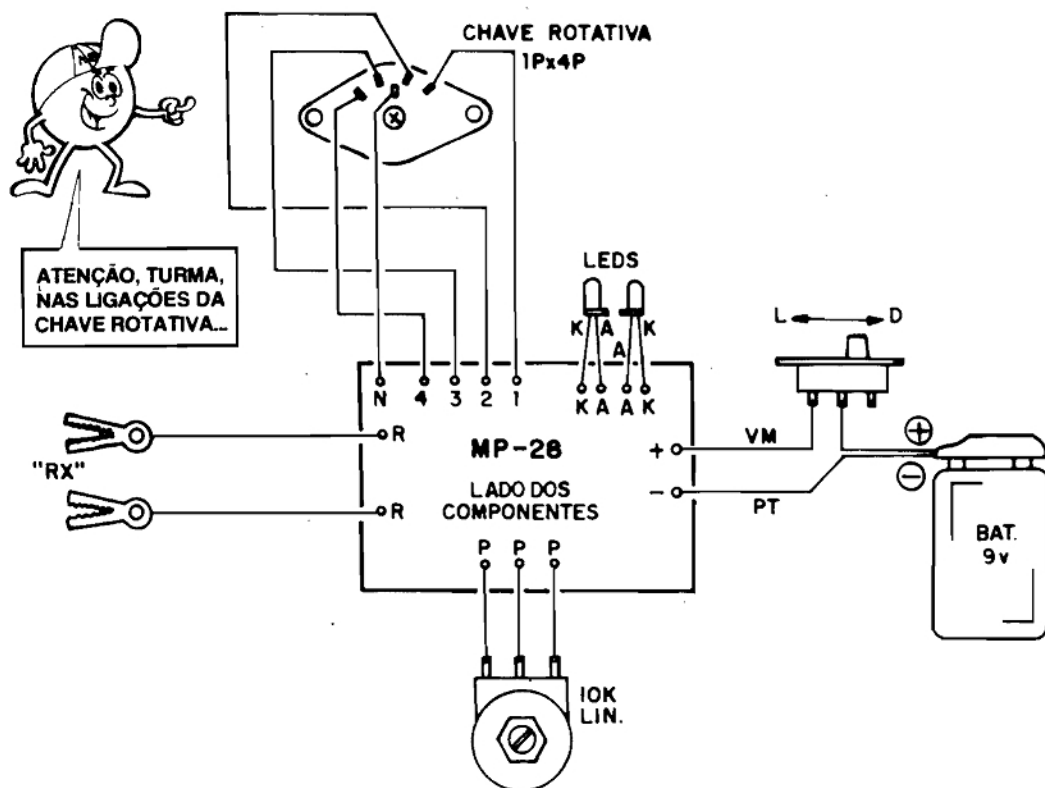 CHAVE ROTATIVA
1Px4P
ATENÇÃO, TURMA,
NAS LIGAÇÕES DA
CHAVE ROTATIVA...
LEDS
K A K
A
L D
N 4 3 2 1
K A A K
"RX"
R
R
MP-28
LADO DOS
COMPONENTES
+
-
VM
PT
+
-
BAT.
9v
P P P
10K
LIN.